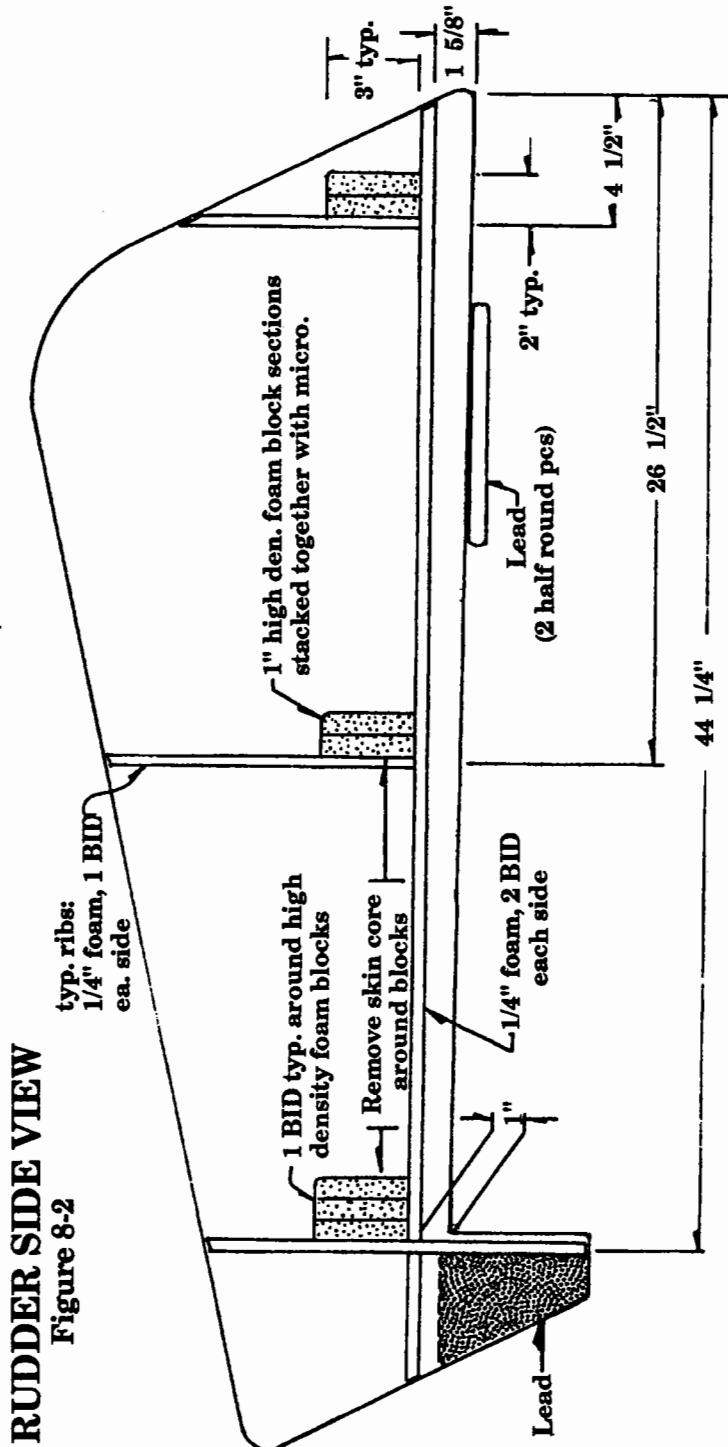 RUDDER SIDE VIEW
Figure 8-2
typ. ribs:
1/4" foam, 1 BID
ea. side
1 BID typ. around high
density foam blocks
Remove skin core
around blocks
1" high den. foam block sections
stacked together with micro.
3" typ.
1 5/8"
1/4" foam, 2 BID
each side
1"
Lead
Lead
(2 half round pcs)
2" typ.
4 1/2"
26 1/2"
44 1/4"